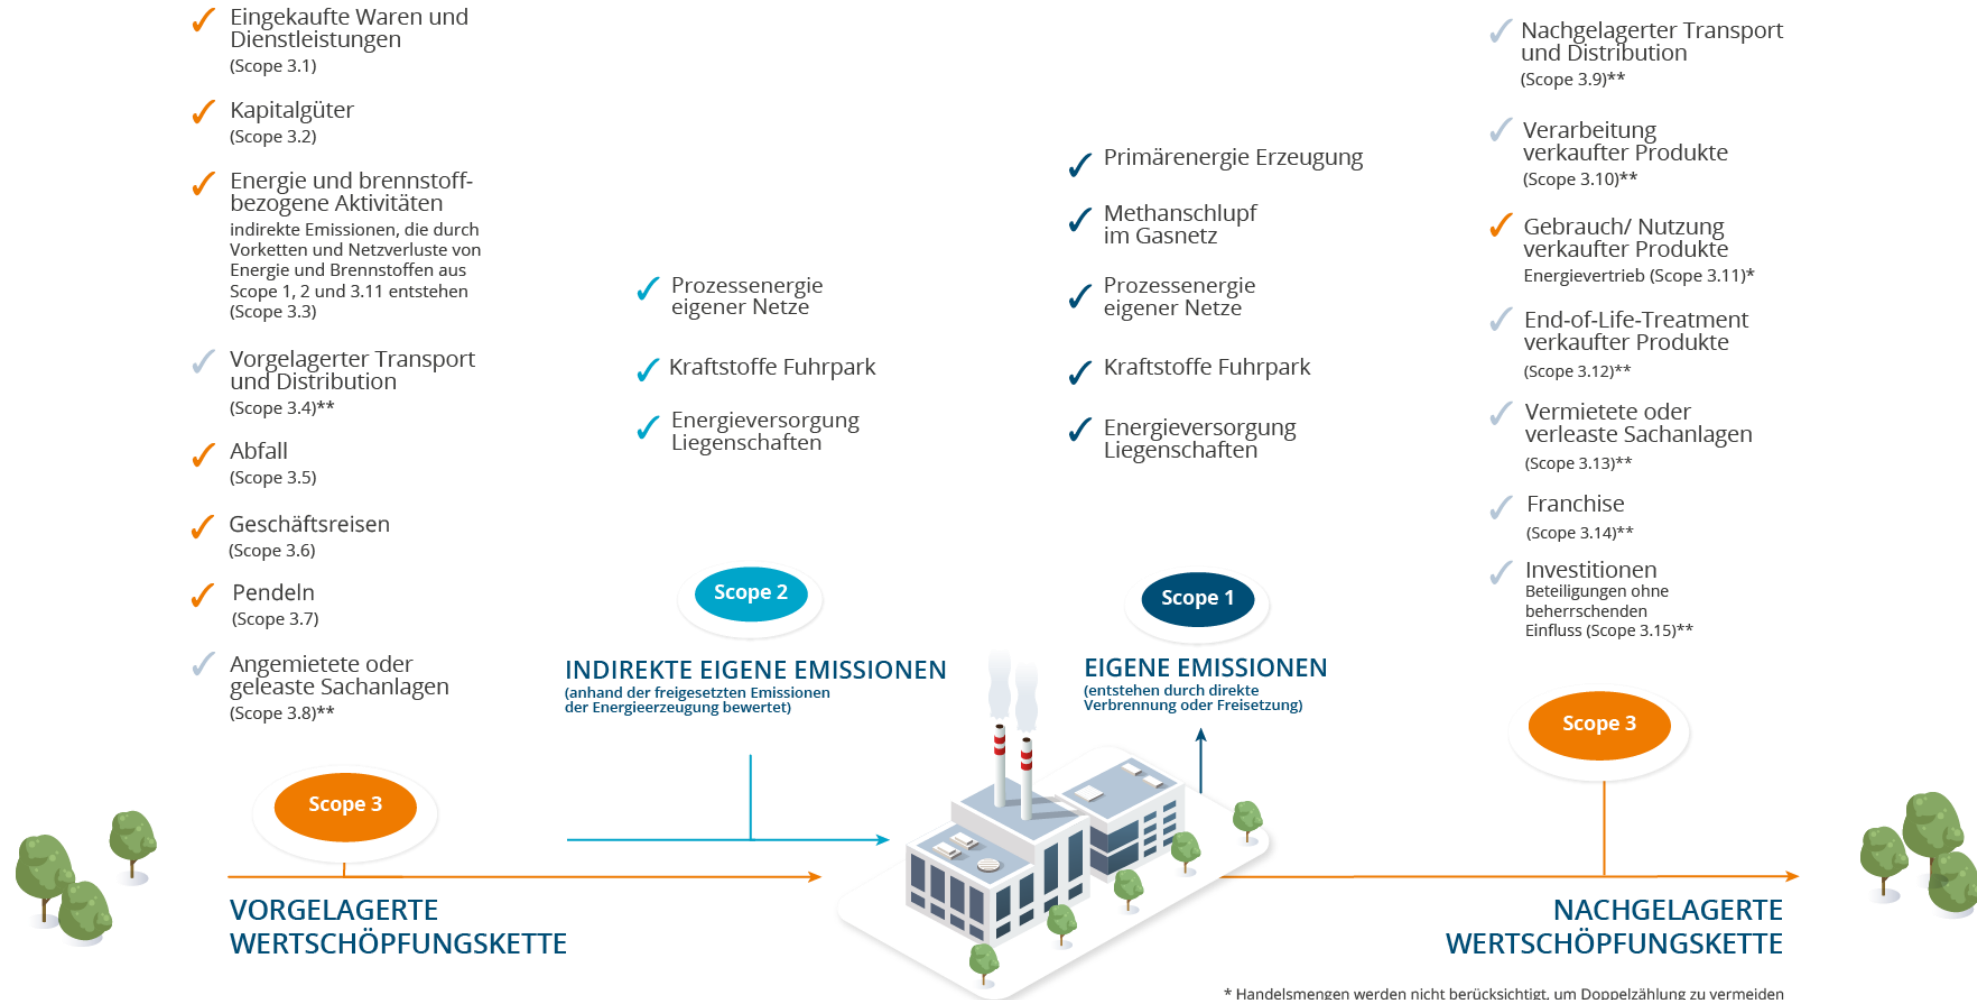 Eingekaufte Waren und
Dienstleistungen
(Scope 3.1)
Kapitalgüter
(Scope 3.2)
Energie und brennstoff-
bezogene Aktivitäten
indirekte Emissionen, die durch
Vorketten und Netzverluste von
Energie und Brennstoffen aus
Scope 1, 2 und 3.11 entstehen
(Scope 3.3)
Vorgelagerter Transport
und Distribution
(Scope 3.4)**
Abfall
(Scope 3.5)
Geschäftsreisen
(Scope 3.6)
Pendeln
(Scope 3.7)
Angemietete oder
geleaste Sachanlagen
(Scope 3.8)**
Scope 3
VORGELAGERTE
WERTSCHÖPFUNGSKETTE
Prozessenergie
eigener Netze
Kraftstoffe Fuhrpark
Energieversorgung
Liegenschaften
Scope 2
INDIREKTE EIGENE EMISSIONEN
(anhand der freigesetzten Emissionen
der Energieerzeugung bewertet)
Primärenergie Erzeugung
Methanschlupf
im Gasnetz
Prozessenergie
eigener Netze
Kraftstoffe Fuhrpark
Energieversorgung
Liegenschaften
Scope 1
EIGENE EMISSIONEN
(entstehen durch direkte
Verbrennung oder Freisetzung)
Nachgelagerter Transport
und Distribution
(Scope 3.9)**
Verarbeitung
verkaufter Produkte
(Scope 3.10)**
Gebrauch/ Nutzung
verkaufter Produkte
Energievertrieb (Scope 3.11)*
End-of-Life-Treatment
verkaufter Produkte
(Scope 3.12)**
Vermietete oder
verleaste Sachanlagen
(Scope 3.13)**
Franchise
(Scope 3.14)**
Investitionen
Beteiligungen ohne
beherrschenden
Einfluss (Scope 3.15)**
Scope 3
NACHGELAGERTE
WERTSCHÖPFUNGSKETTE
* Handelsmengen werden nicht berücksichtigt, um Doppelzählung zu vermeiden